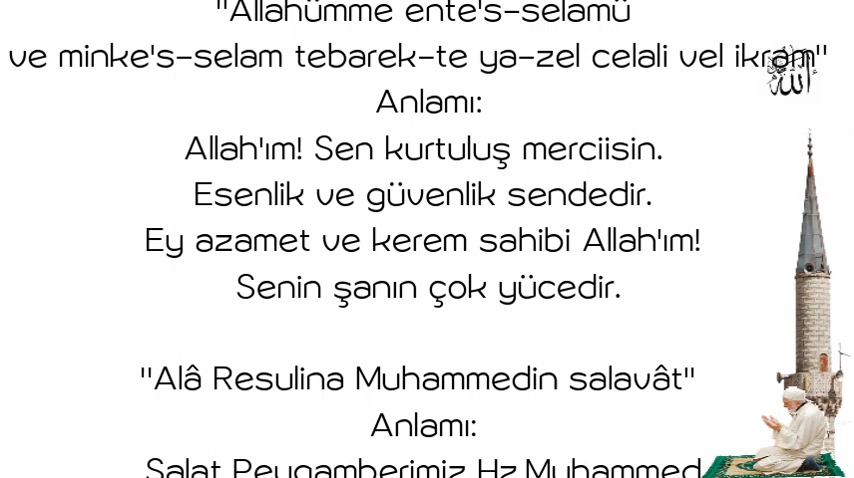 "Allahümme ente's-selamü
ve minke's-selam tebarek-te ya-zel celali vel ikram"
الله
Anlamı:
Allah'ım! Sen kurtuluş merciisin.
Esenlik ve güvenlik sendedir.
Ey azamet ve kerem sahibi Allah'ım!
Senin şanın çok yücedir.
"Alâ Resulina Muhammedin salavât"
Anlamı:
Salat Peygamberimiz Hz.Muhammed